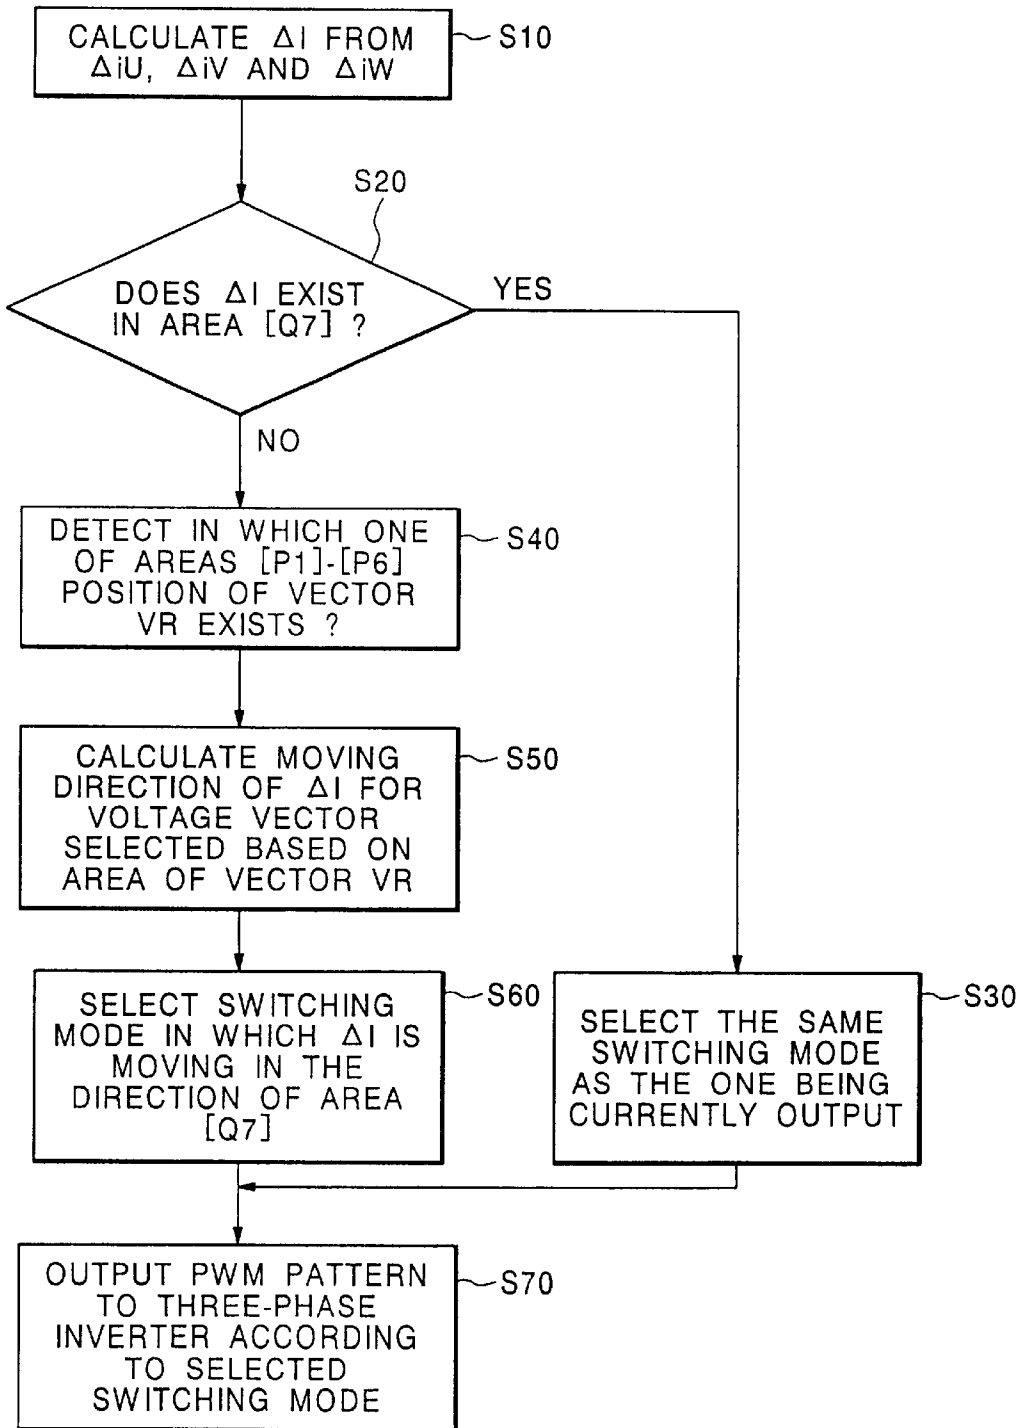 CALCULATE ΔI FROM
ΔiU, ΔiV AND ΔiW
S10
S20
DOES ΔI EXIST
IN AREA [Q7] ?
YES
NO
DETECT IN WHICH ONE
OF AREAS [P1]-[P6]
POSITION OF VECTOR
VR EXISTS ?
S40
CALCULATE MOVING
DIRECTION OF ΔI FOR
VOLTAGE VECTOR
SELECTED BASED ON
AREA OF VECTOR VR
S50
SELECT SWITCHING
MODE IN WHICH ΔI IS
MOVING IN THE
DIRECTION OF AREA
[Q7]
S60
SELECT THE SAME
SWITCHING MODE
AS THE ONE BEING
CURRENTLY OUTPUT
S30
OUTPUT PWM PATTERN
TO THREE-PHASE
INVERTER ACCORDING
TO SELECTED
SWITCHING MODE
S70